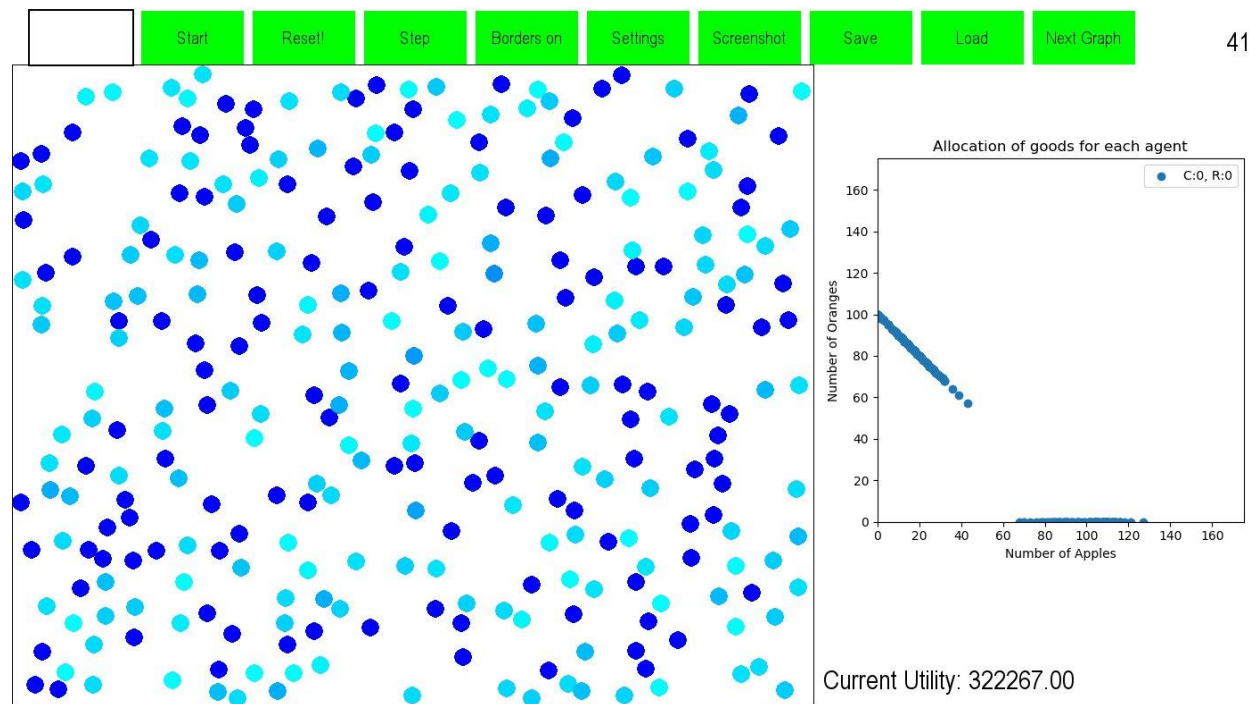 Start
Reset!
Step
Borders on
Settings
Screenshot
Save
Load
Next Graph
41
Allocation of goods for each agent
C:0, R:0
Number of Oranges
160
140
120
100
80
60
40
20
0
0 20 40 60 80 100 120 140 160
Number of Apples
Current Utility: 322267.00